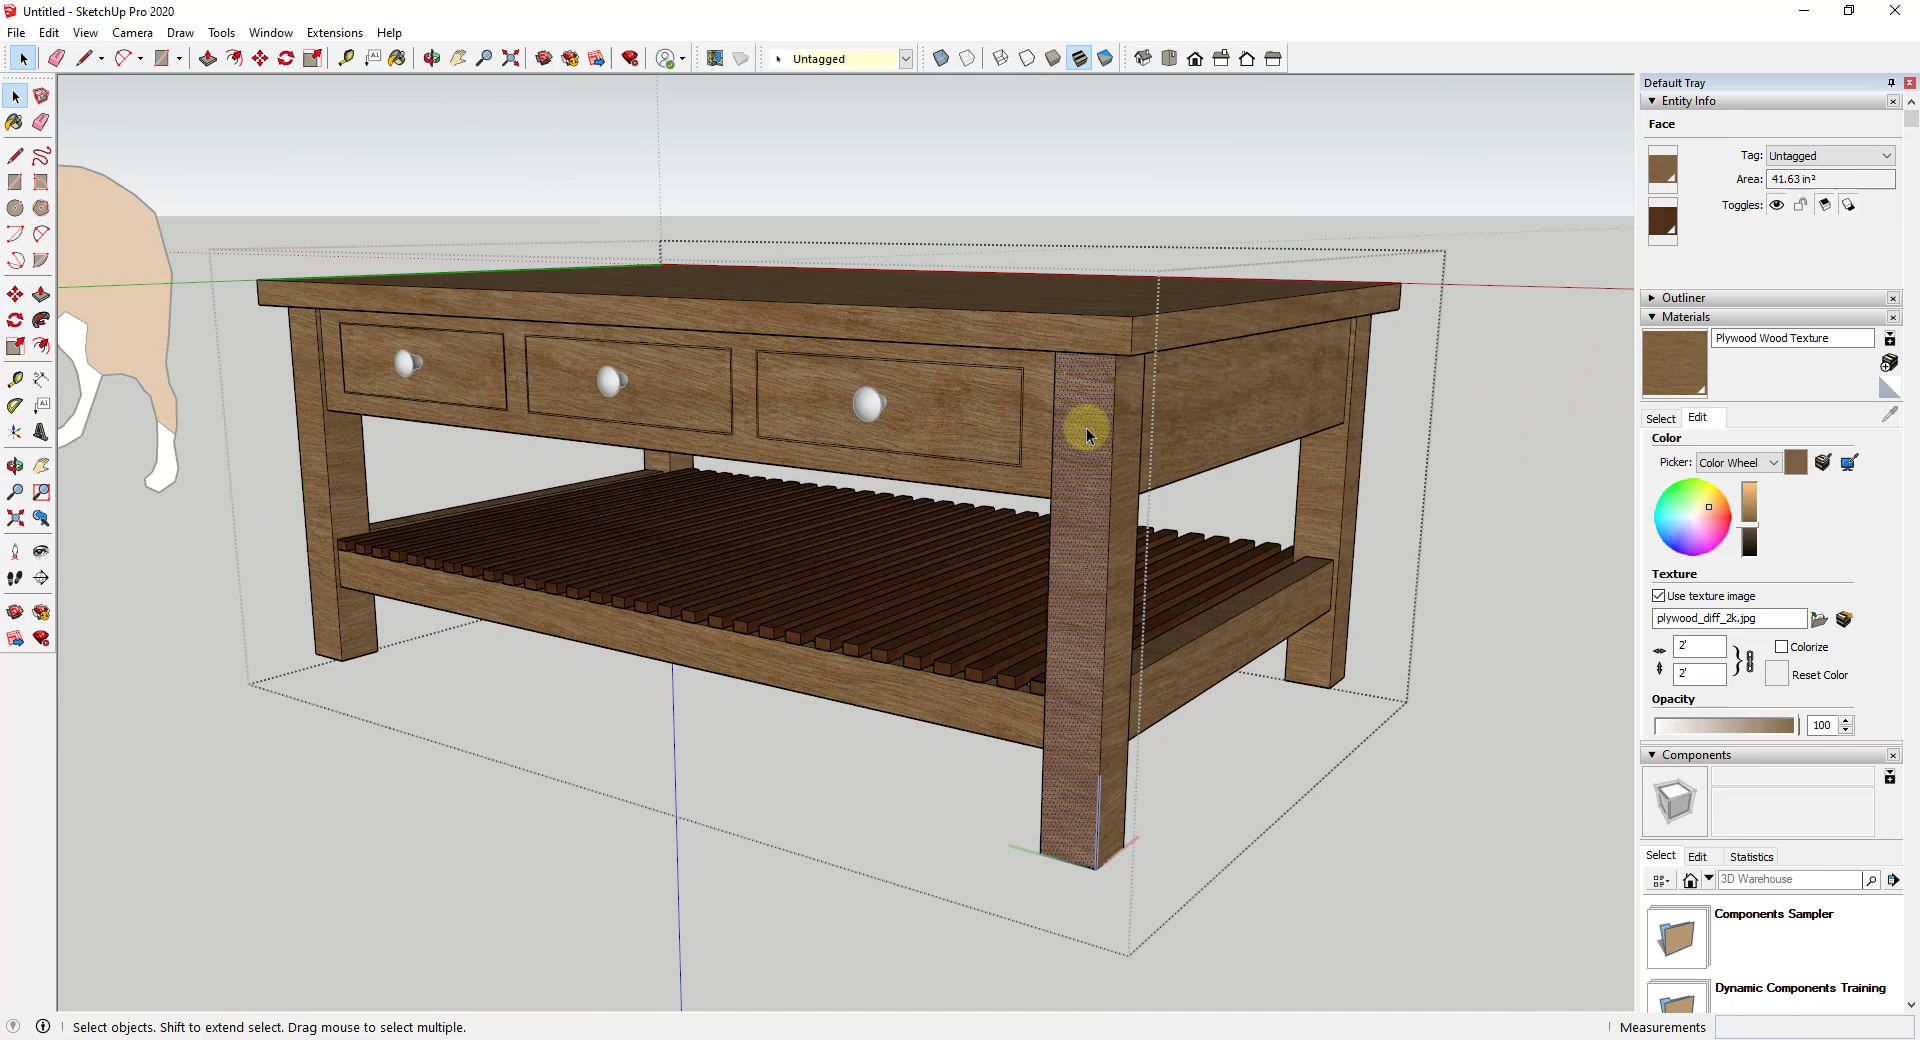 Untitled - SketchUp Pro 2020
File Edit View Camera Draw Tools Window Extensions Help
A1 Untagged
Default Tray
Entity Info
Face
Tag: Untagged
Area: 41.63 in²
Toggles:
Outliner
Materials
Plywood Wood Texture
Select Edit
Color
Picker: Color Wheel
Texture
Use texture image
plywood_diff_2k.jpg
2' Colorize
2' Reset Color
Opacity
100
Components
Select Edit Statistics
3D Warehouse
Components Sampler
Dynamic Components Training
A1
Select objects. Shift to extend select. Drag mouse to select multiple.
Measurements